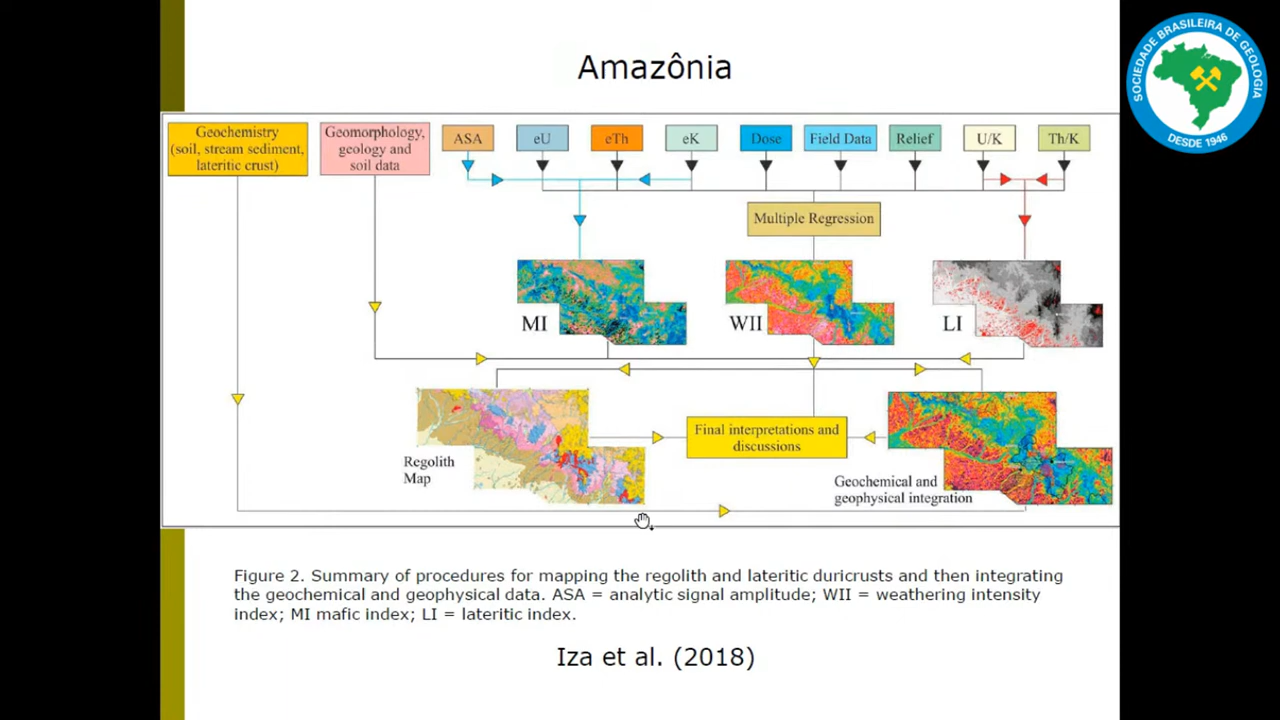 Amazônia
SOCIEDADE BRASILEIRA DE GEOLOGIA
DESDE 1946
Geochemistry
(soil, stream sediment,
lateritic crust)
Geomorphology,
geology and
soil data
ASA
eU
eTh
eK
Dose
Field Data
Relief
U/K
Th/K
Multiple Regression
MI
WII
LI
Regolith
Map
Final interpretations and
discussions
Geochemical and
geophysical integration
Figure 2. Summary of procedures for mapping the regolith and lateritic duricrusts and then integrating
the geochemical and geophysical data. ASA = analytic signal amplitude; WII = weathering intensity
index; MI mafic index; LI = lateritic index.
Iza et al. (2018)